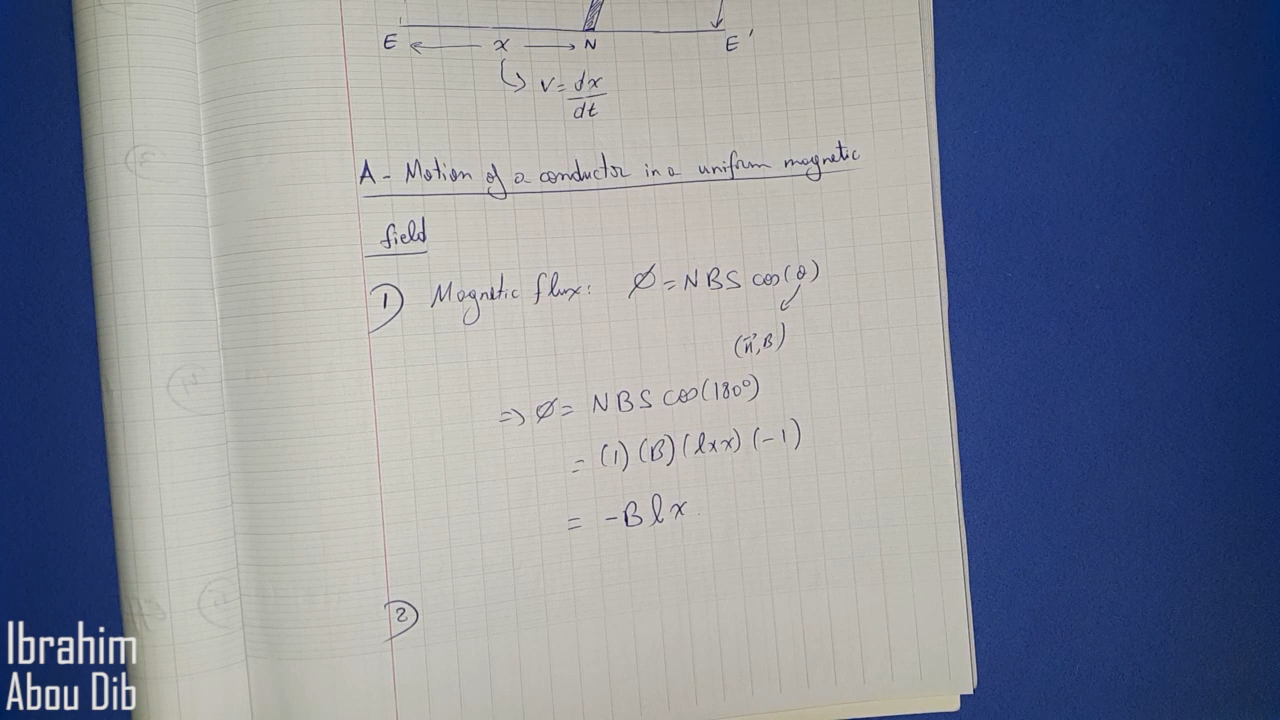 E ← x → N E'
v = dx/dt
A - Motion of a conductor in a uniform magnetic
field
1) Magnetic flux: Ø = NBS cos(θ)
(n⃗, B)
=> Ø = NBS cos(180°)
= (1) (B) (l×x) (-1)
= -Blx
2)
Ibrahim
Abou Dib